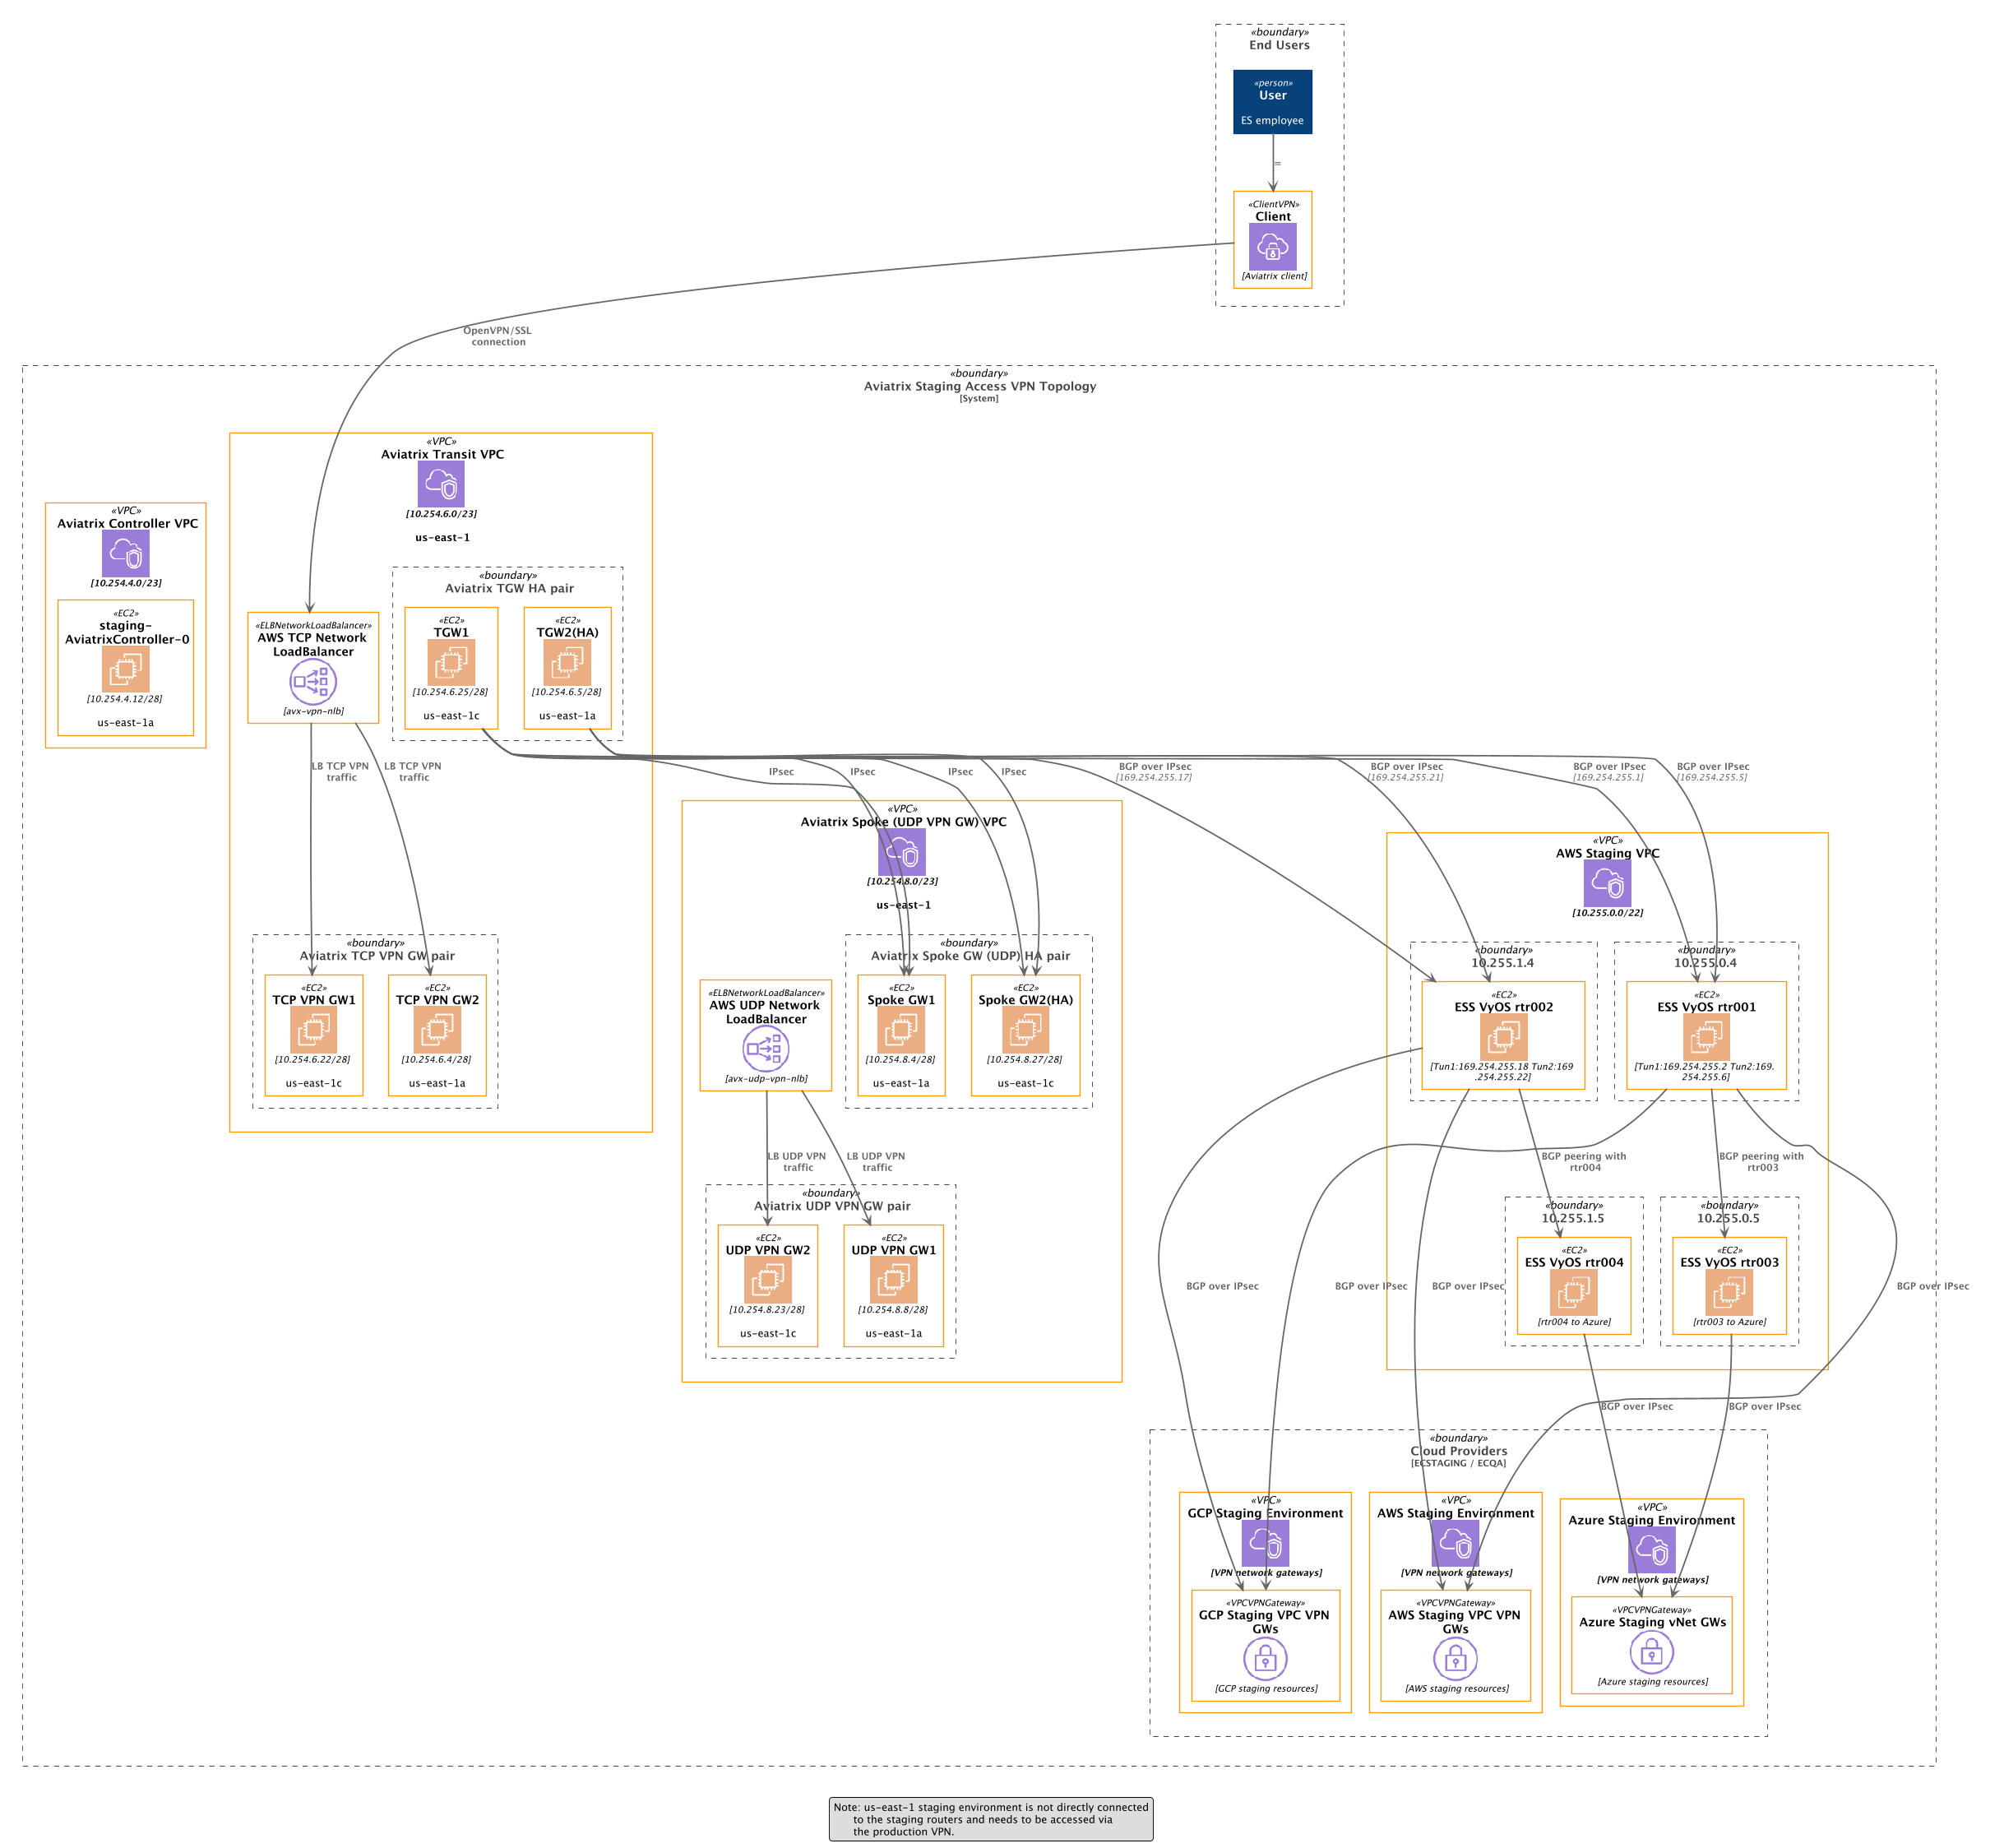 «boundary»
End Users
«person»
User
ES employee
=
«ClientVPN»
Client
[Aviatrix client]
OpenVPN/SSL
connection
«boundary»
Aviatrix Staging Access VPN Topology
[System]
«VPC»
Aviatrix Controller VPC
[10.254.4.0/23]
«EC2»
staging-
AviatrixController-0
[10.254.4.12/28]
us-east-1a
«VPC»
Aviatrix Transit VPC
[10.254.6.0/23]
us-east-1
«ELBNetworkLoadBalancer»
AWS TCP Network
LoadBalancer
[avx-vpn-nlb]
«boundary»
Aviatrix TGW HA pair
«EC2»
TGW1
[10.254.6.25/28]
us-east-1c
«EC2»
TGW2(HA)
[10.254.6.5/28]
us-east-1a
LB TCP VPN
traffic
LB TCP VPN
traffic
IPsec
IPsec
IPsec
IPsec
BGP over IPsec
[169.254.255.17]
BGP over IPsec
[169.254.255.21]
BGP over IPsec
[169.254.255.1]
BGP over IPsec
[169.254.255.5]
«boundary»
Aviatrix TCP VPN GW pair
«EC2»
TCP VPN GW1
[10.254.6.22/28]
us-east-1c
«EC2»
TCP VPN GW2
[10.254.6.4/28]
us-east-1a
«VPC»
Aviatrix Spoke (UDP VPN GW) VPC
[10.254.8.0/23]
us-east-1
«ELBNetworkLoadBalancer»
AWS UDP Network
LoadBalancer
[avx-udp-vpn-nlb]
«boundary»
Aviatrix Spoke GW (UDP) HA pair
«EC2»
Spoke GW1
[10.254.8.4/28]
us-east-1a
«EC2»
Spoke GW2(HA)
[10.254.8.27/28]
us-east-1c
LB UDP VPN
traffic
LB UDP VPN
traffic
«boundary»
Aviatrix UDP VPN GW pair
«EC2»
UDP VPN GW2
[10.254.8.23/28]
us-east-1c
«EC2»
UDP VPN GW1
[10.254.8.8/28]
us-east-1a
«VPC»
AWS Staging VPC
[10.255.0.0/22]
«boundary»
10.255.1.4
«EC2»
ESS VyOS rtr002
[Tun1:169.254.255.18 Tun2:169
.254.255.22]
«boundary»
10.255.0.4
«EC2»
ESS VyOS rtr001
[Tun1:169.254.255.2 Tun2:169.
254.255.6]
BGP peering with
rtr004
BGP peering with
rtr003
«boundary»
10.255.1.5
«EC2»
ESS VyOS rtr004
[rtr004 to Azure]
«boundary»
10.255.0.5
«EC2»
ESS VyOS rtr003
[rtr003 to Azure]
BGP over IPsec
BGP over IPsec
BGP over IPsec
BGP over IPsec
BGP over IPsec
BGP over IPsec
«boundary»
Cloud Providers
[ECSTAGING / ECQA]
«VPC»
GCP Staging Environment
[VPN network gateways]
«VPCVPNGateway»
GCP Staging VPC VPN
GWs
[GCP staging resources]
«VPC»
AWS Staging Environment
[VPN network gateways]
«VPCVPNGateway»
AWS Staging VPC VPN
GWs
[AWS staging resources]
«VPC»
Azure Staging Environment
[VPN network gateways]
«VPCVPNGateway»
Azure Staging vNet GWs
[Azure staging resources]
Note: us-east-1 staging environment is not directly connected
to the staging routers and needs to be accessed via
the production VPN.